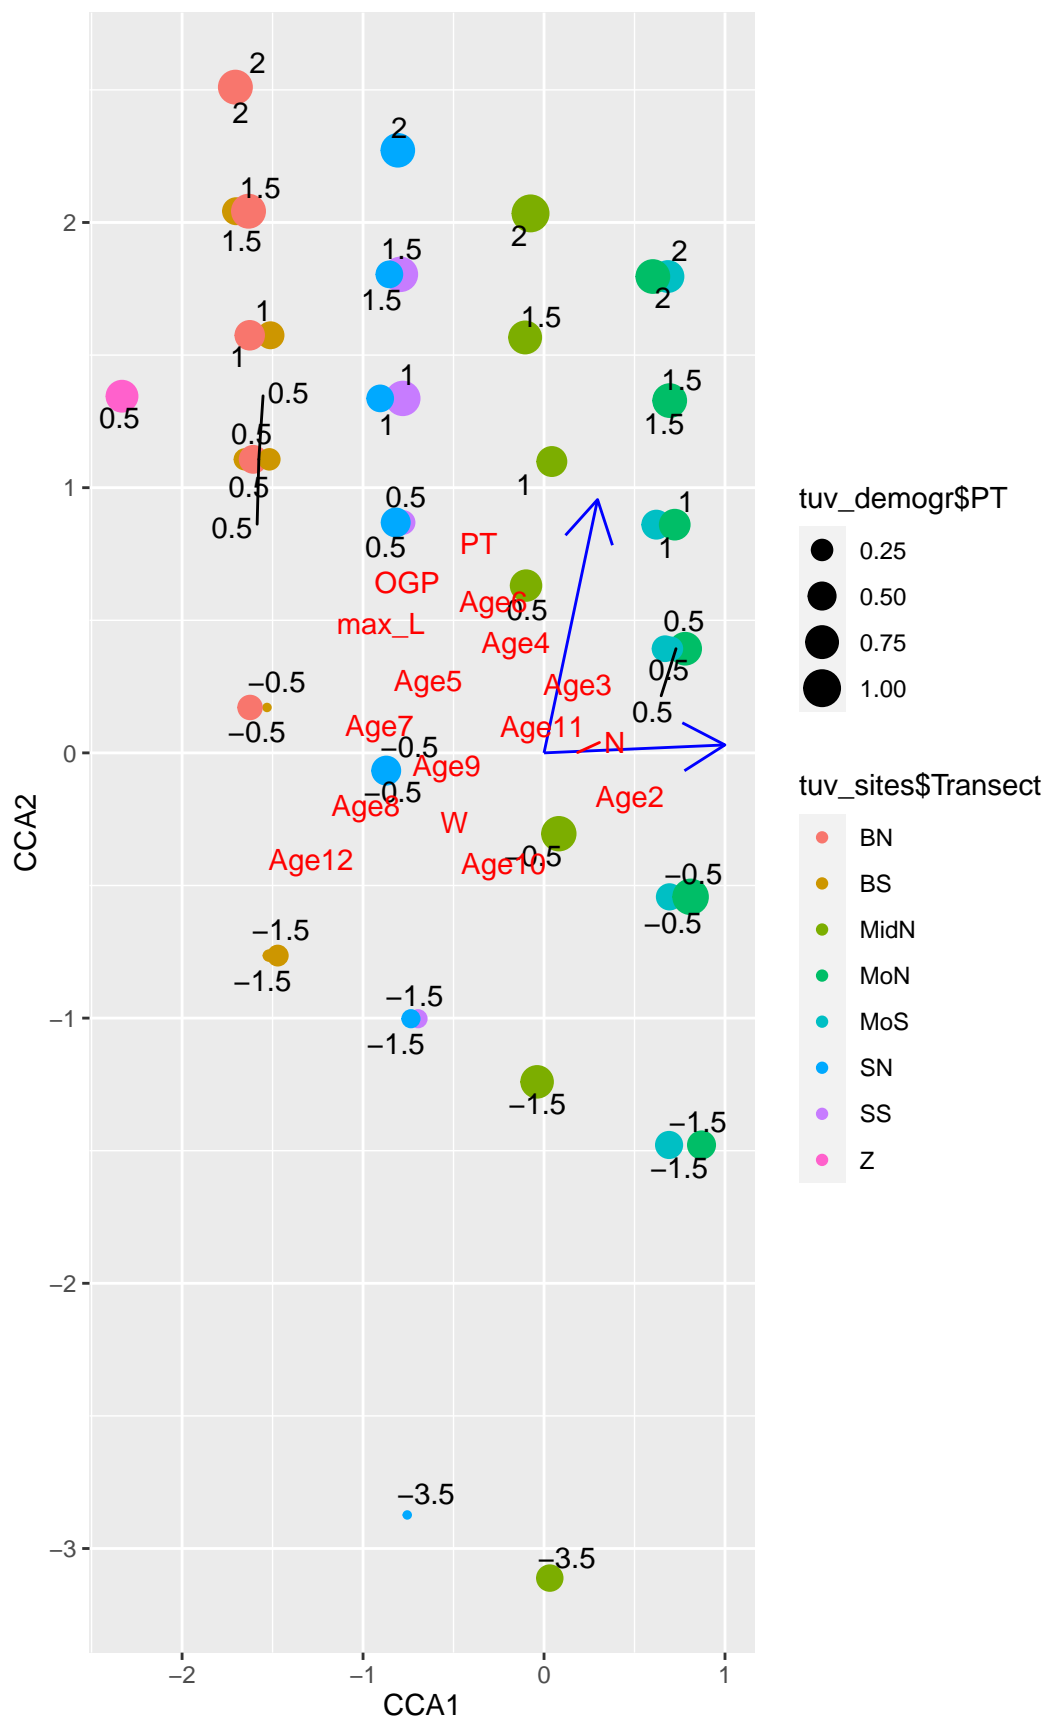 2
2
2
1.5
1.5
2
1.5
1.5
2
2
1
1
1.5
1.5
0.5
0.5
1
1
1.5
0.5
1
0.5
0.5
0.5
0.5
1
1
PT
OGP
Age6
0.5
max_L
Age4
0.5
0.5
0.5
−0.5
Age5
Age3
−0.5
Age7
Age11
N
−0.5
Age9
−0.5
Age8
Age2
W
−0.5
Age12
Age10
−0.5
−0.5
−1.5
−1.5
−1.5
−1.5
−1.5
−1.5
−1.5
−3.5
−3.5
2
1
0
−1
−2
−3
−2
−1
0
1
CCA1
CCA2
tuv_demogr$PT
0.25
0.50
0.75
1.00
tuv_sites$Transect
BN
BS
MidN
MoN
MoS
SN
SS
Z